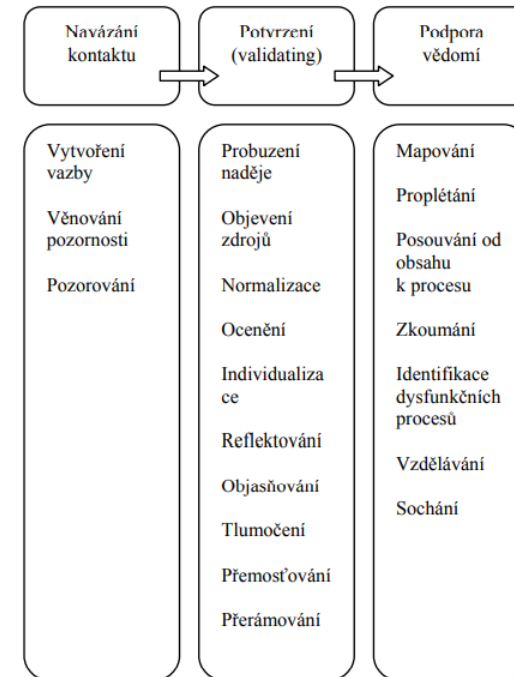 Navázání
kontaktu
Potvrzení
(validating)
Podpora
vědomí
Vytvoření
vazby
Věnování
pozornosti
Pozorování
Probuzení
naděje
Objevení
zdrojů
Normalizace
Ocenění
Individualiza
ce
Reflektování
Objasňování
Tlumočení
Přemosťování
Přerámování
Mapování
Proplétání
Posouvání od
obsahu
k procesu
Zkoumání
Identifikace
dysfunkčních
procesů
Vzdělávání
Sochání